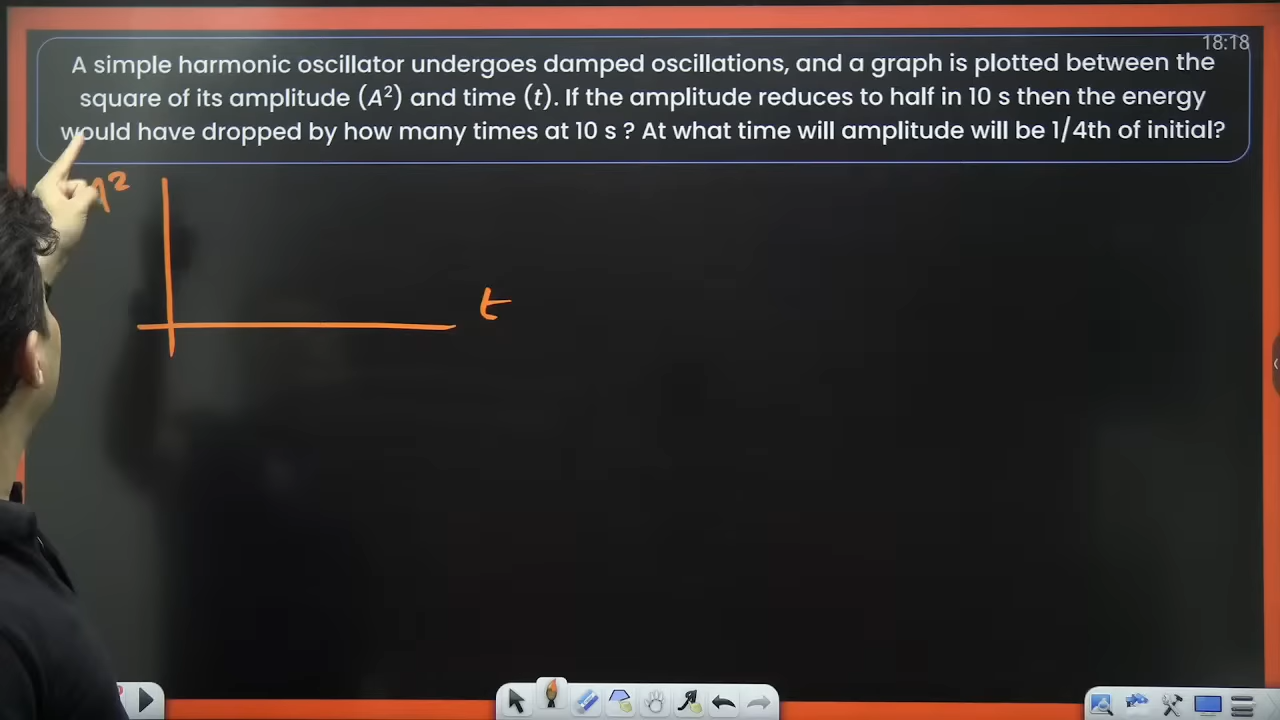 18:18
A simple harmonic oscillator undergoes damped oscillations, and a graph is plotted between the
square of its amplitude (A²) and time (t). If the amplitude reduces to half in 10 s then the energy
would have dropped by how many times at 10 s ? At what time will amplitude will be 1/4th of initial?
t